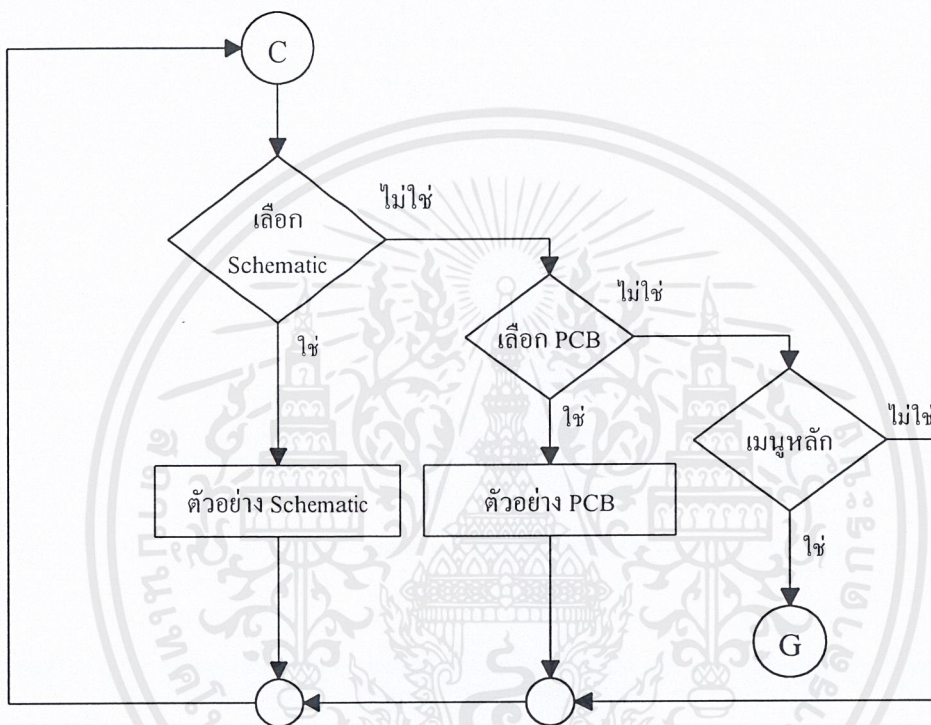 C
เลือก
Schematic
ไม่ใช่
ใช่
เลือก PCB
ไม่ใช่
ใช่
เมนูหลัก
ไม่ใช่
ใช่
ตัวอย่าง Schematic
ตัวอย่าง PCB
G